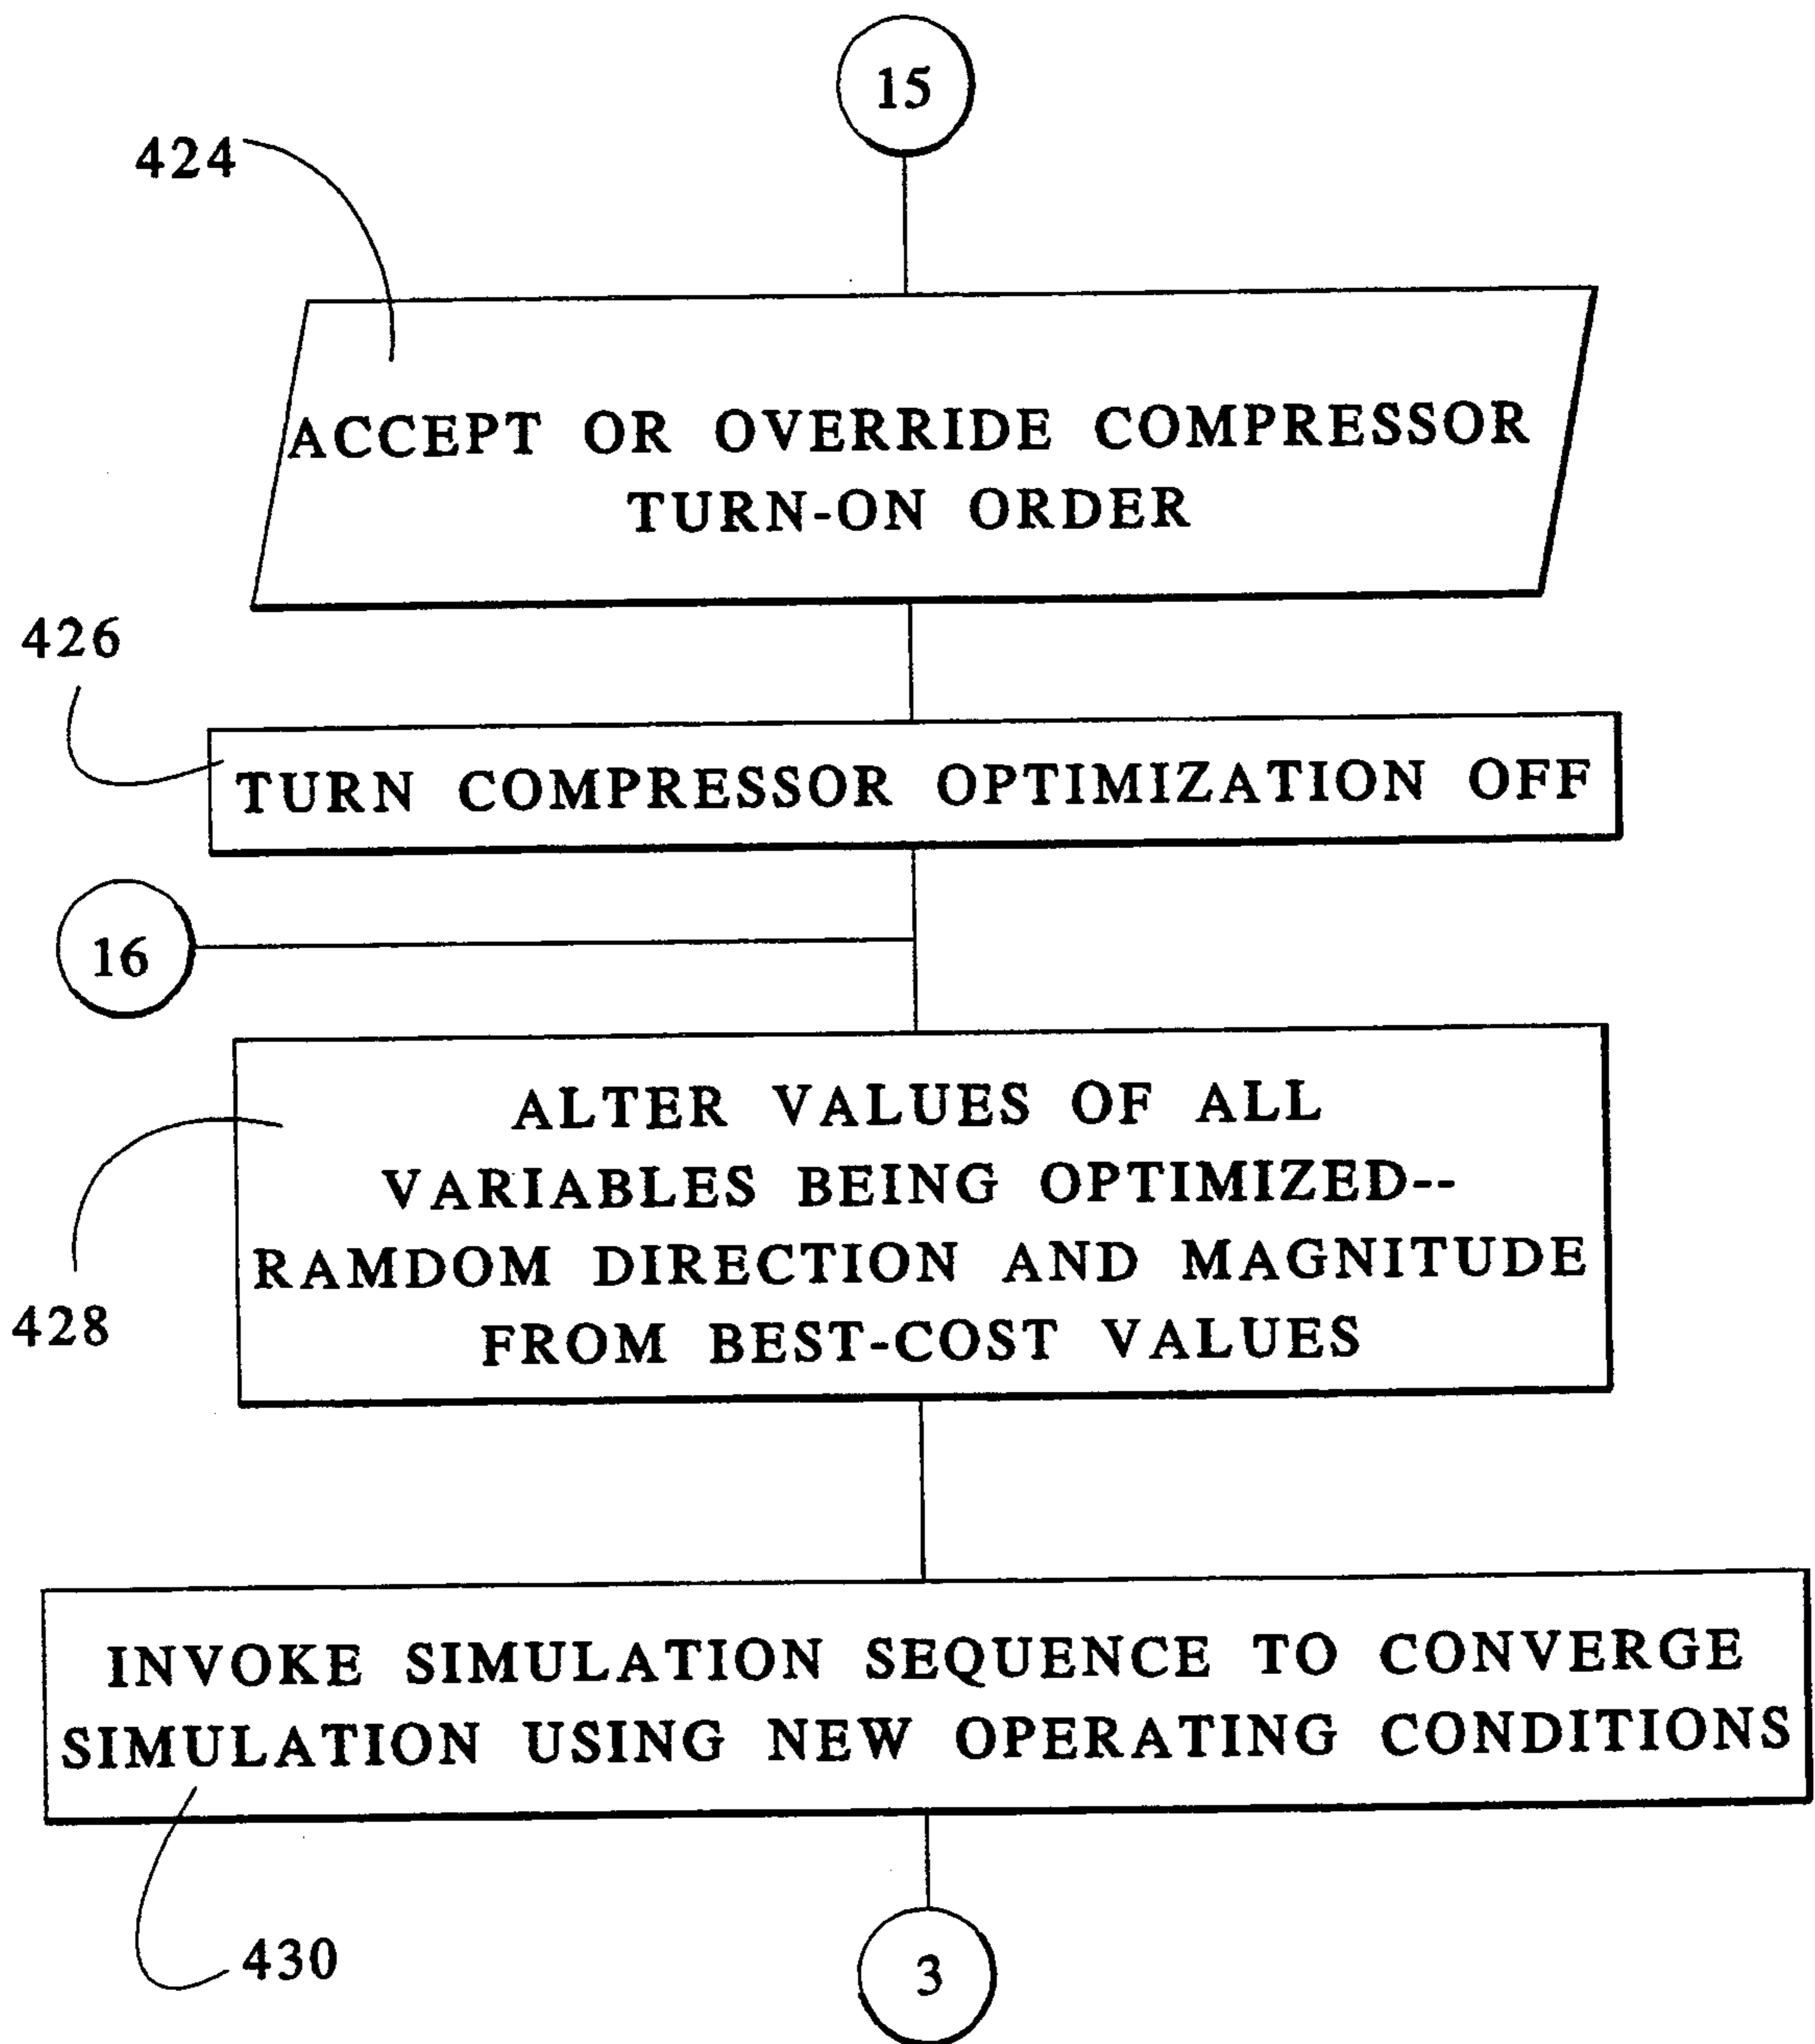 15
424
ACCEPT OR OVERRIDE COMPRESSOR
TURN-ON ORDER
426
TURN COMPRESSOR OPTIMIZATION OFF
16
ALTER VALUES OF ALL
VARIABLES BEING OPTIMIZED--
RAMDOM DIRECTION AND MAGNITUDE
FROM BEST-COST VALUES
428
INVOKE SIMULATION SEQUENCE TO CONVERGE
SIMULATION USING NEW OPERATING CONDITIONS
430
3